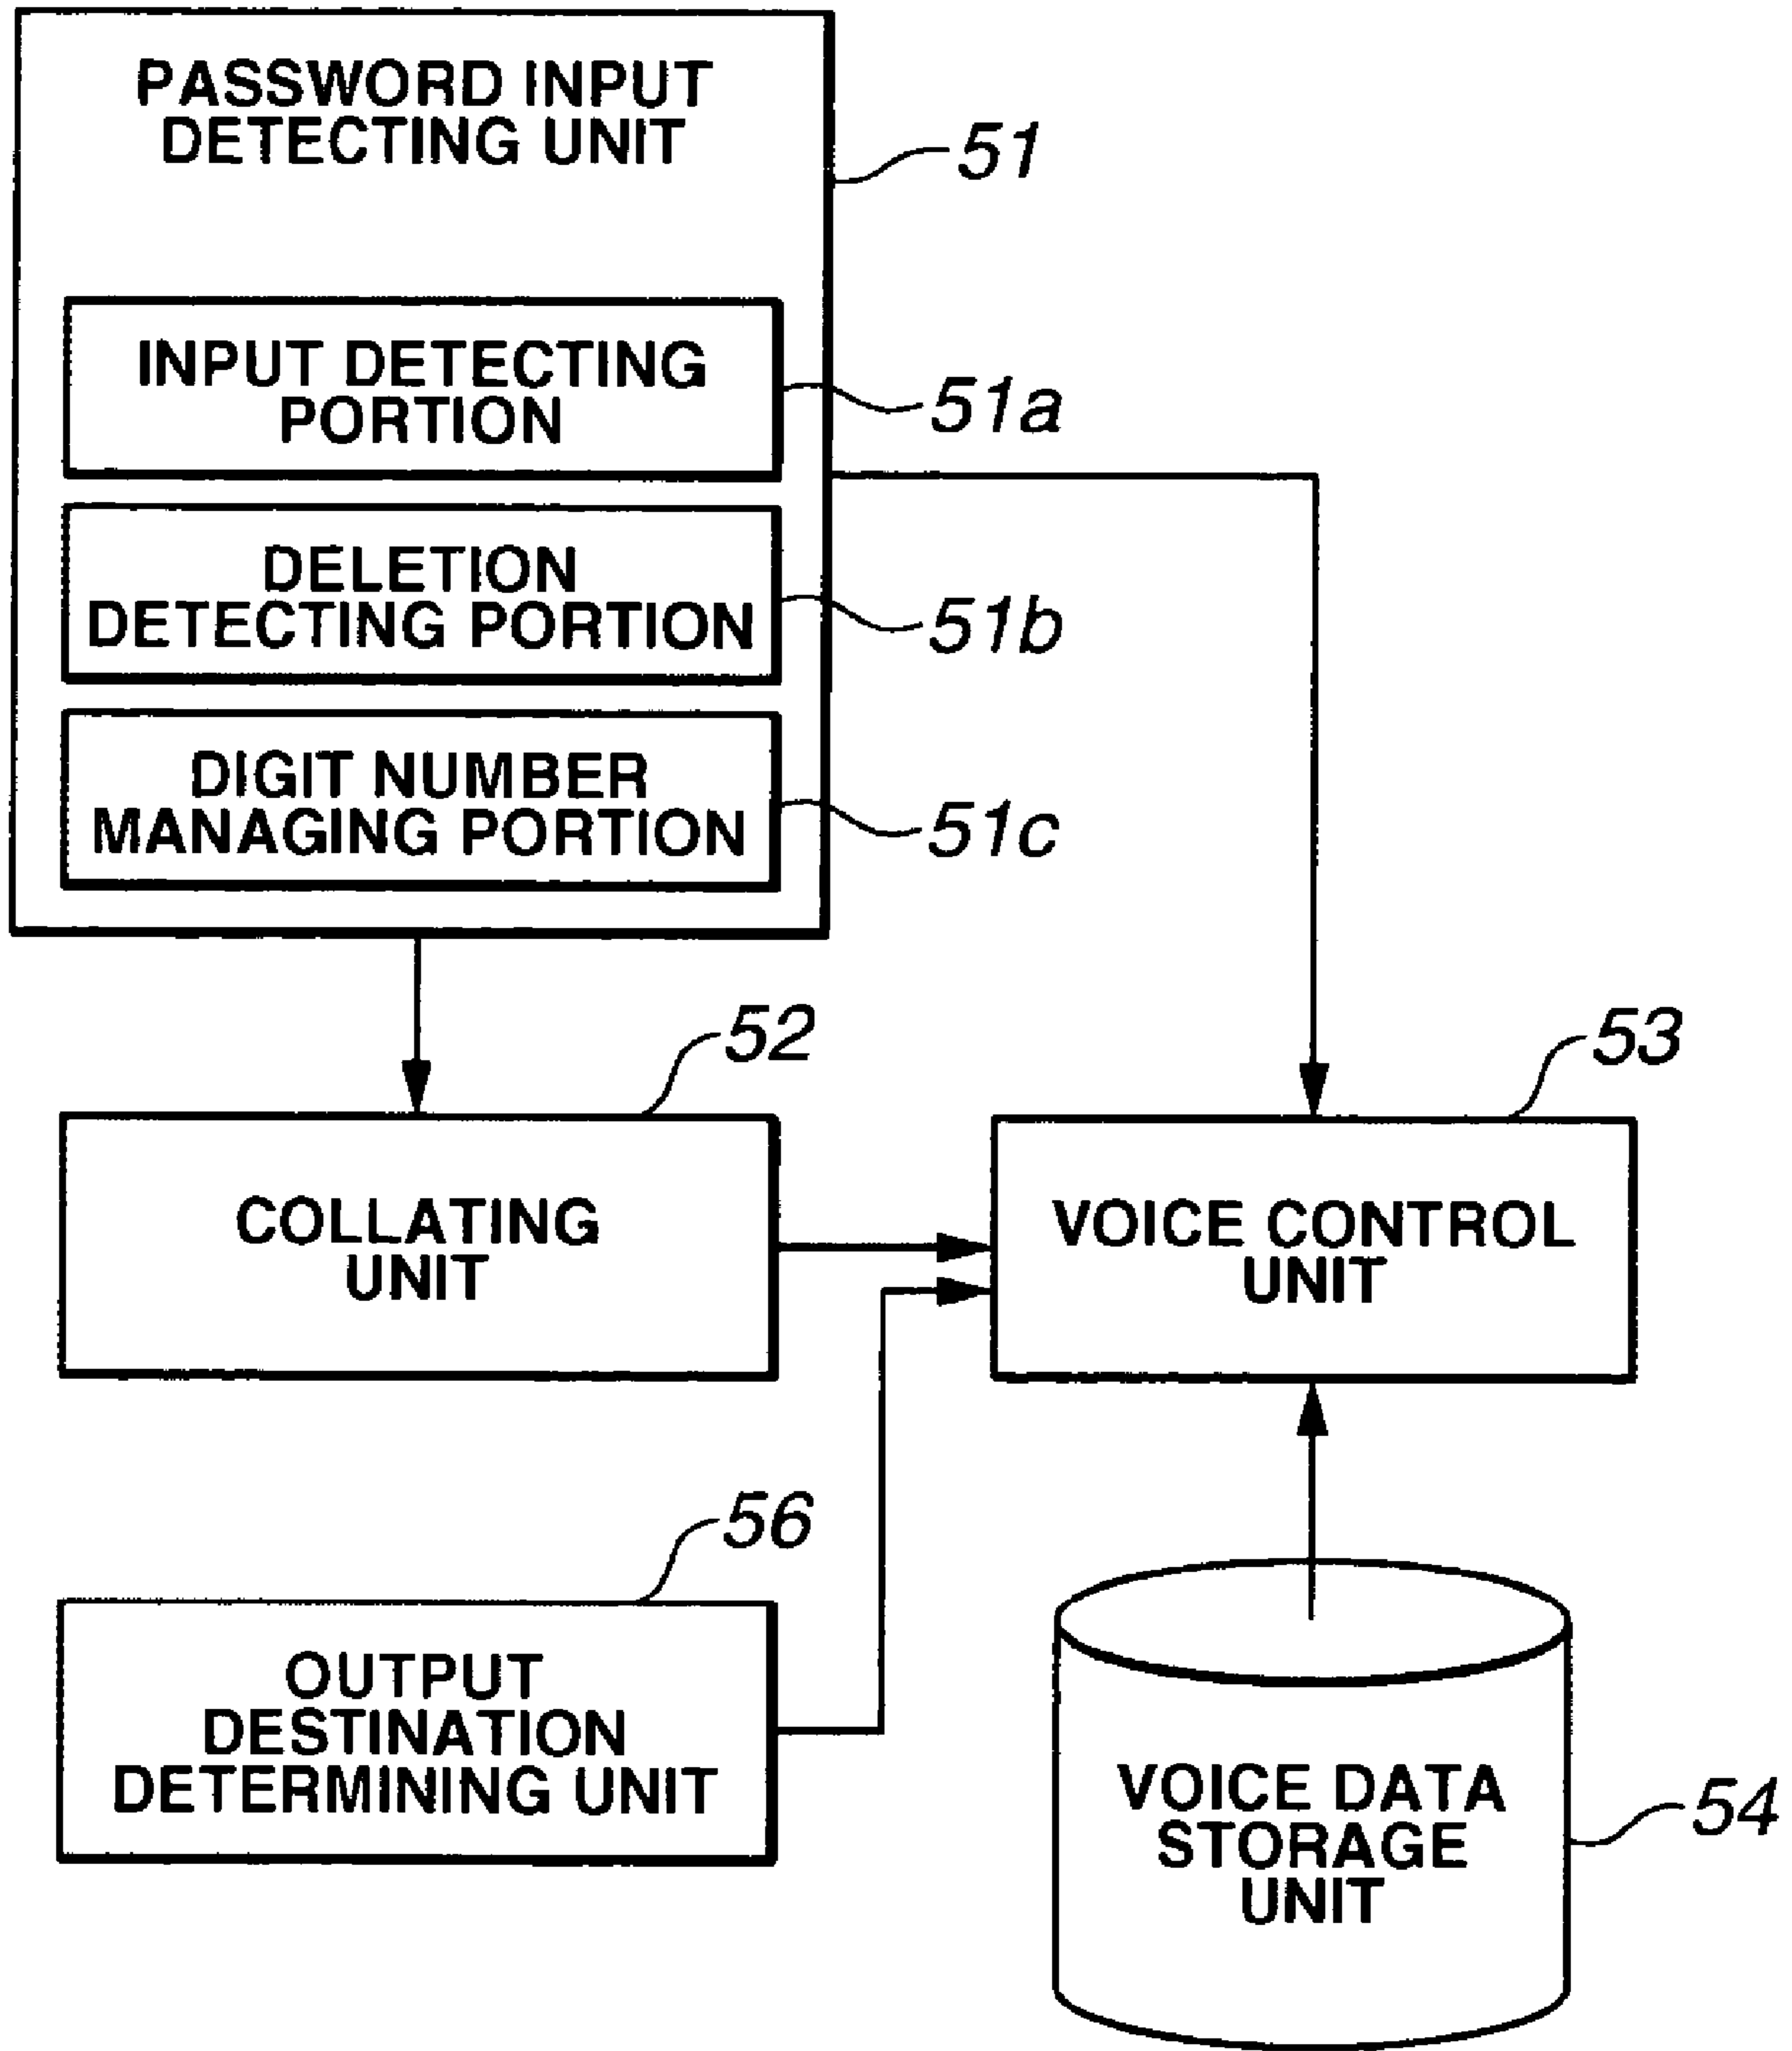 PASSWORD INPUT
DETECTING UNIT
51
INPUT DETECTING
PORTION
51a
DELETION
DETECTING PORTION
51b
DIGIT NUMBER
MANAGING PORTION
51c
52
COLLATING
UNIT
53
VOICE CONTROL
UNIT
56
OUTPUT
DESTINATION
DETERMINING UNIT
VOICE DATA
STORAGE
UNIT
54